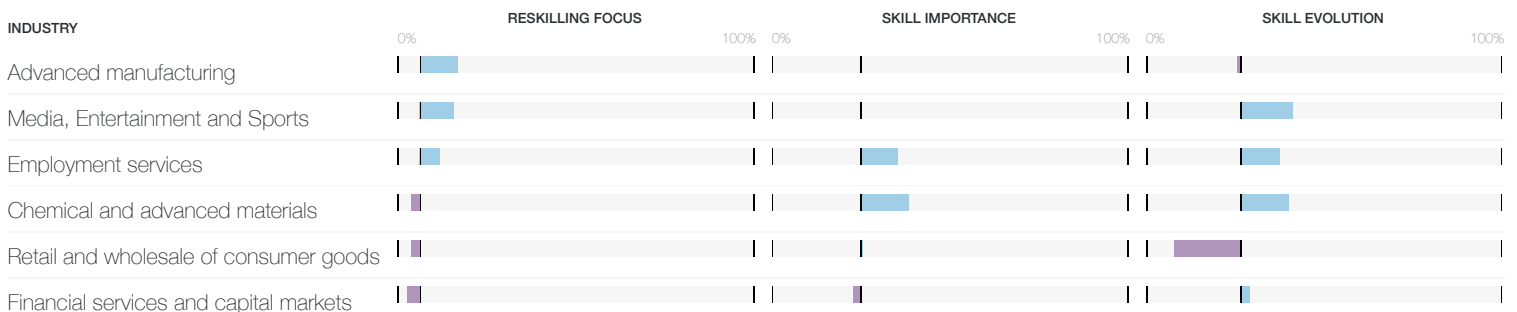 INDUSTRY RESKILLING FOCUS SKILL IMPORTANCE SKILL EVOLUTION
0% 100% 0% 100% 0% 100%
Advanced manufacturing
Media, Entertainment and Sports
Employment services
Chemical and advanced materials
Retail and wholesale of consumer goods
Financial services and capital markets